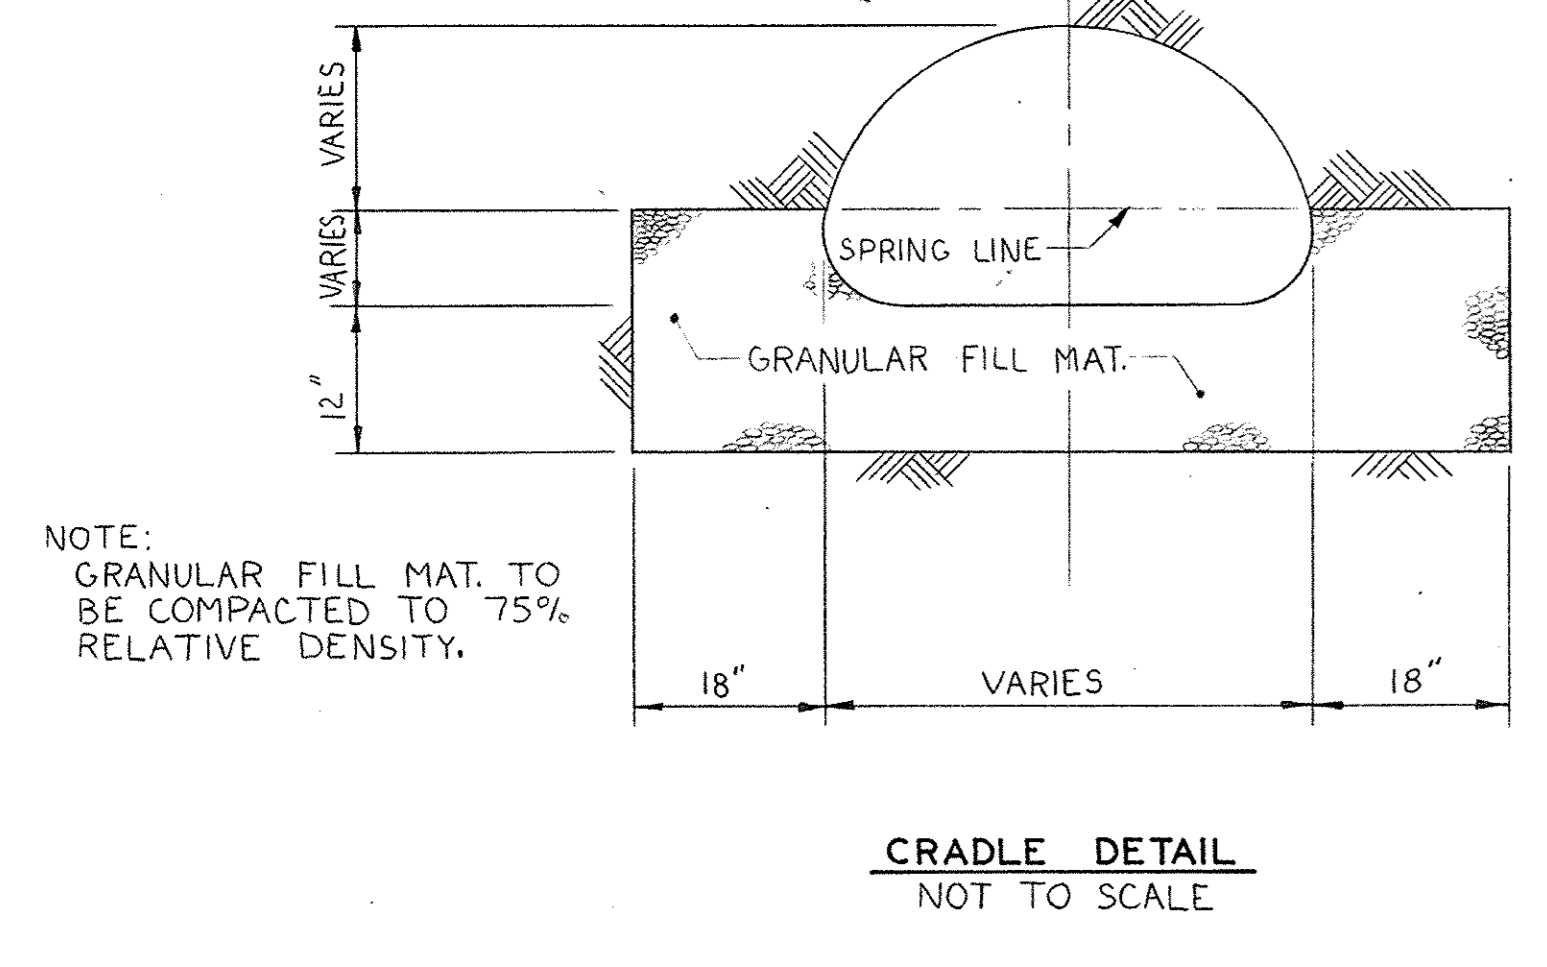 VARIES
VARIES
SPRING LINE
GRANULAR FILL MAT.
12"
NOTE:
GRANULAR FILL MAT. TO
BE COMPACTED TO 75%
RELATIVE DENSITY.
18"
VARIES
18"
CRADLE DETAIL
NOT TO SCALE